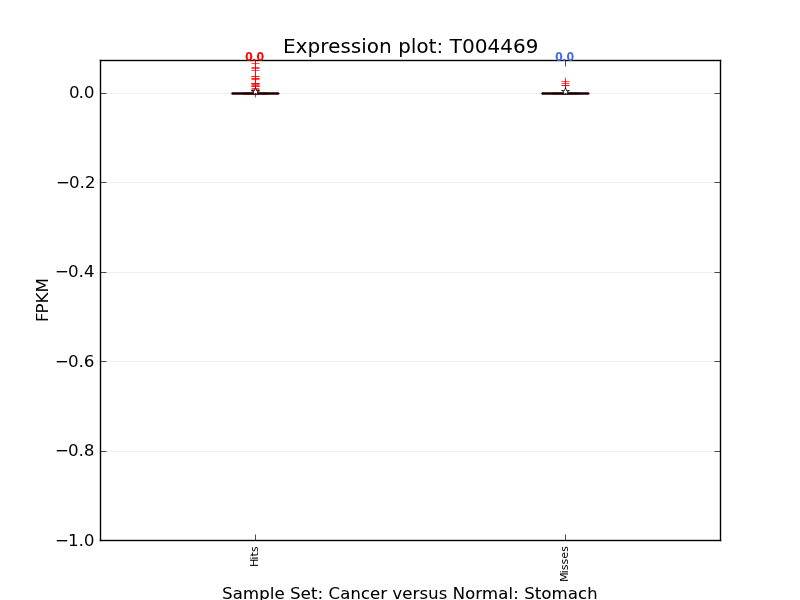 Expression plot: T004469
0.0
0.0
0.0
−0.2
−0.4
−0.6
−0.8
−1.0
FPKM
Hits
Misses
Sample Set: Cancer versus Normal: Stomach